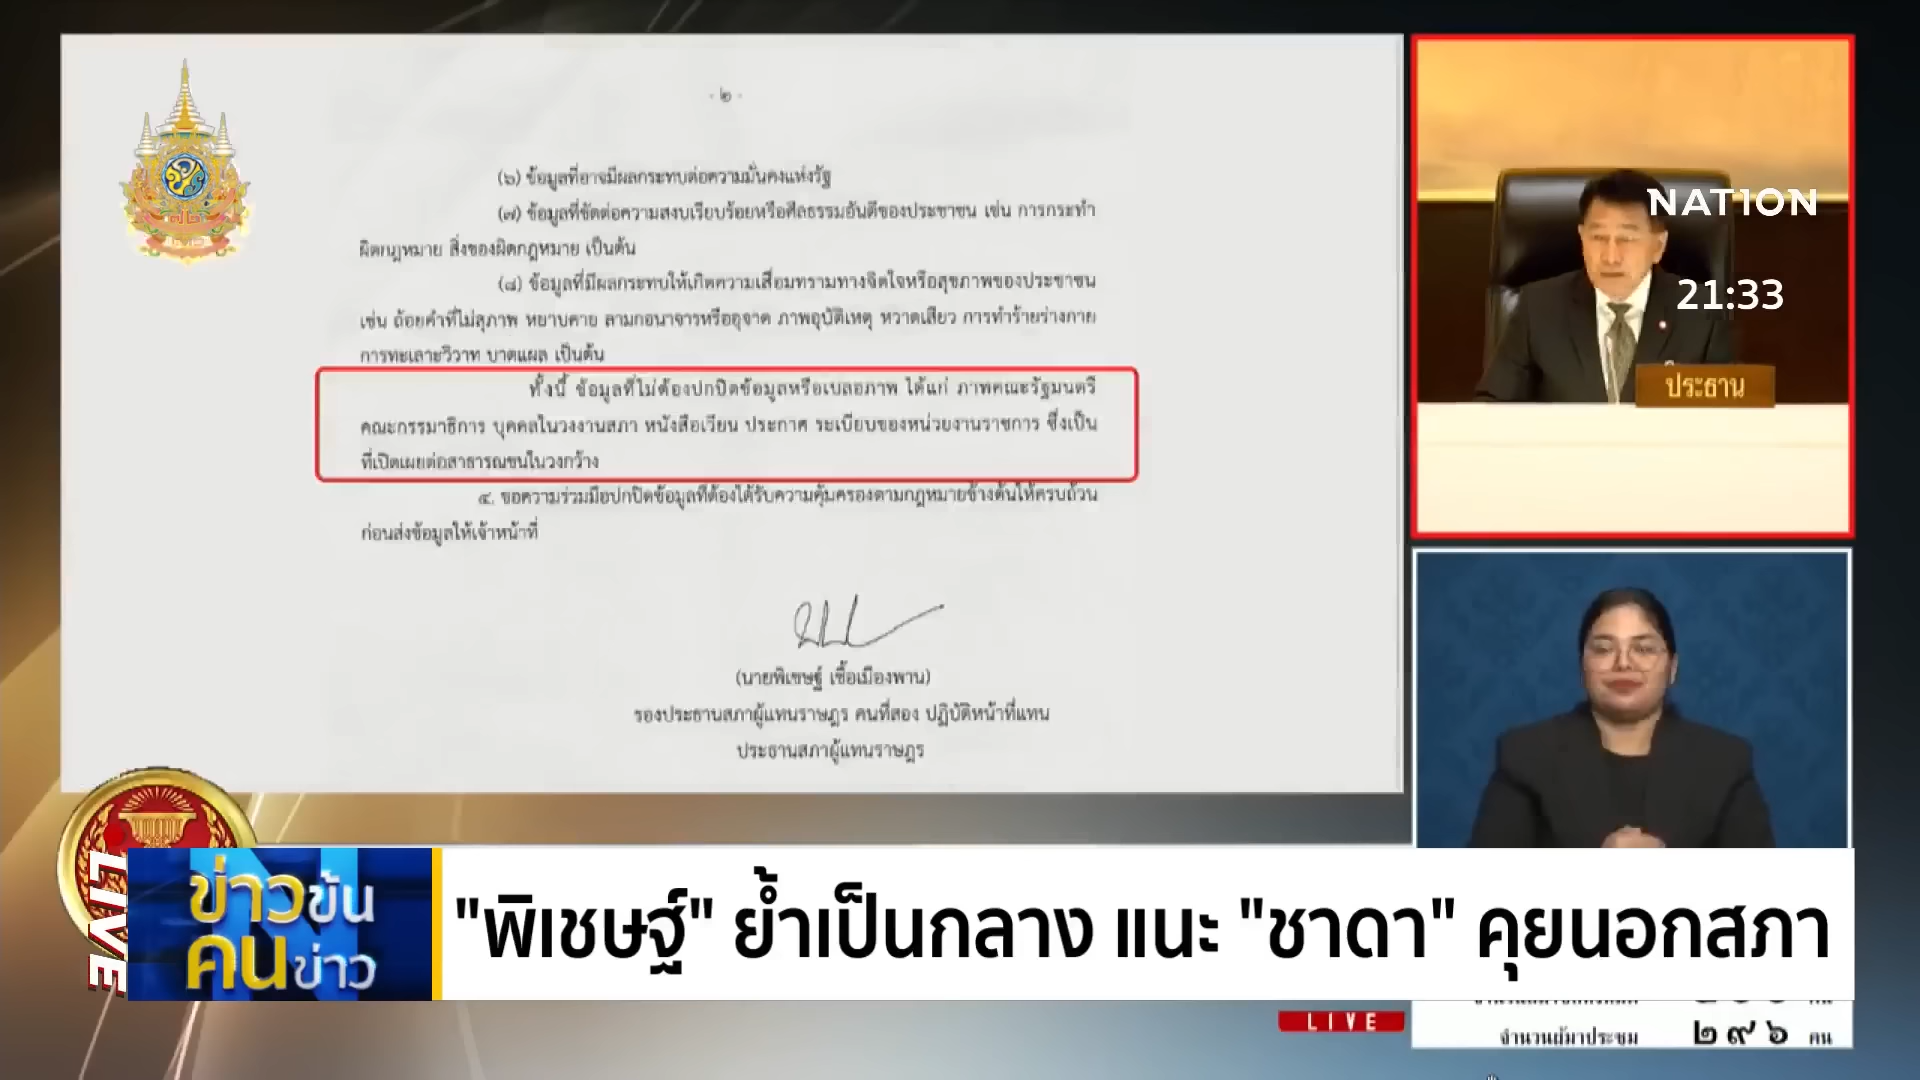 - ๒ -
(๖) ข้อมูลที่อาจมีผลกระทบต่อความมั่นคงแห่งรัฐ
(๗) ข้อมูลที่ขัดต่อความสงบเรียบร้อยหรือศีลธรรมอันดีของประชาชน เช่น การกระทำ
ผิดกฎหมาย สิ่งของผิดกฎหมาย เป็นต้น
(๘) ข้อมูลที่มีผลกระทบให้เกิดความเสื่อมทรามทางจิตใจหรือสุขภาพของประชาชน
เช่น ถ้อยคำที่ไม่สุภาพ หยาบคาย ลามกอนาจารหรืออุจาด ภาพอุบัติเหตุ หวาดเสียว การทำร้ายร่างกาย
การทะเลาะวิวาท บาดแผล เป็นต้น
ทั้งนี้ ข้อมูลที่ไม่ต้องปกปิดข้อมูลหรือเบลอภาพ ได้แก่ ภาพคณะรัฐมนตรี
คณะกรรมาธิการ บุคคลในวงงานสภา หนังสือเวียน ประกาศ ระเบียบของหน่วยงานราชการ ซึ่งเป็น
ที่เปิดเผยต่อสาธารณชนในวงกว้าง
๔. ขอความร่วมมือปกปิดข้อมูลที่ต้องได้รับความคุ้มครองตามกฎหมายข้างต้นให้ครบถ้วน
ก่อนส่งข้อมูลให้เจ้าหน้าที่
(นายพิเชษฐ์ เชื้อเมืองพาน)
รองประธานสภาผู้แทนราษฎร คนที่สอง ปฏิบัติหน้าที่แทน
ประธานสภาผู้แทนราษฎร
NATION
21:33
ประธาน
LIVE
ข่าวข้น
คนข่าว
"พิเชษฐ์" ย้ำเป็นกลาง แนะ "ชาดา" คุยนอกสภา
LIVE
จำนวนผู้มาประชุม ๒๙๖ คน